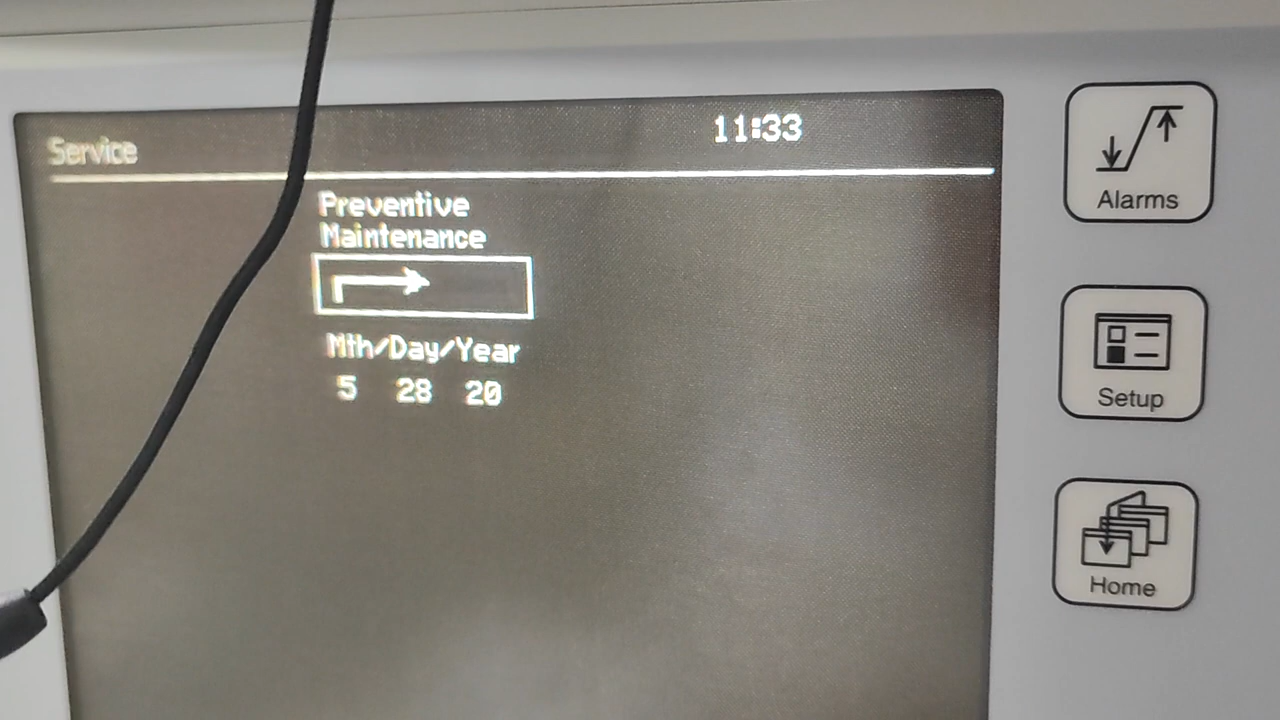 Service
11:33
Preventive
Maintenance
Mth/Day/Year
5 28 20
Alarms
Setup
Home